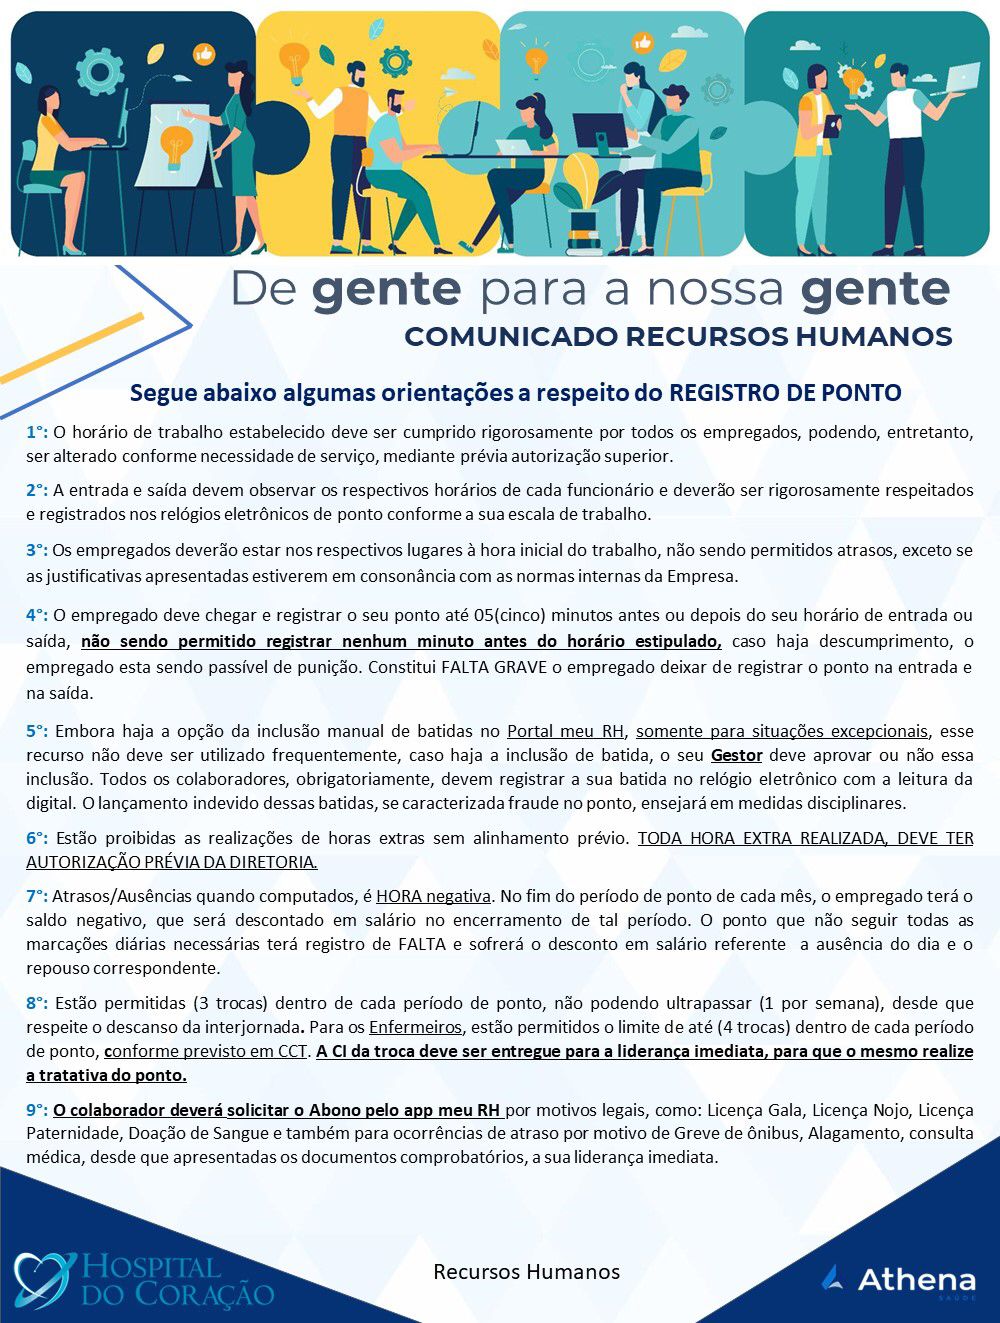 De gente para a nossa gente
COMUNICADO RECURSOS HUMANOS
Segue abaixo algumas orientações a respeito do REGISTRO DE PONTO
1°: O horário de trabalho estabelecido deve ser cumprido rigorosamente por todos os empregados, podendo, entretanto,
ser alterado conforme necessidade de serviço, mediante prévia autorização superior.
2°: A entrada e saída devem observar os respectivos horários de cada funcionário e deverão ser rigorosamente respeitados
e registrados nos relógios eletrônicos de ponto conforme a sua escala de trabalho.
3°: Os empregados deverão estar nos respectivos lugares à hora inicial do trabalho, não sendo permitidos atrasos, exceto se
as justificativas apresentadas estiverem em consonância com as normas internas da Empresa.
4°: O empregado deve chegar e registrar o seu ponto até 05(cinco) minutos antes ou depois do seu horário de entrada ou
saída, não sendo permitido registrar nenhum minuto antes do horário estipulado, caso haja descumprimento, o
empregado esta sendo passível de punição. Constitui FALTA GRAVE o empregado deixar de registrar o ponto na entrada e
na saída.
5°: Embora haja a opção da inclusão manual de batidas no Portal meu RH, somente para situações excepcionais, esse
recurso não deve ser utilizado frequentemente, caso haja a inclusão de batida, o seu Gestor deve aprovar ou não essa
inclusão. Todos os colaboradores, obrigatoriamente, devem registrar a sua batida no relógio eletrônico com a leitura da
digital. O lançamento indevido dessas batidas, se caracterizada fraude no ponto, ensejará em medidas disciplinares.
6°: Estão proibidas as realizações de horas extras sem alinhamento prévio. TODA HORA EXTRA REALIZADA, DEVE TER
AUTORIZAÇÃO PRÉVIA DA DIRETORIA.
7°: Atrasos/Ausências quando computados, é HORA negativa. No fim do período de ponto de cada mês, o empregado terá o
saldo negativo, que será descontado em salário no encerramento de tal período. O ponto que não seguir todas as
marcações diárias necessárias terá registro de FALTA e sofrerá o desconto em salário referente a ausência do dia e o
repouso correspondente.
8°: Estão permitidas (3 trocas) dentro de cada período de ponto, não podendo ultrapassar (1 por semana), desde que
respeite o descanso da interjornada. Para os Enfermeiros, estão permitidos o limite de até (4 trocas) dentro de cada período
de ponto, conforme previsto em CCT. A CI da troca deve ser entregue para a liderança imediata, para que o mesmo realize
a tratativa do ponto.
9°: O colaborador deverá solicitar o Abono pelo app meu RH por motivos legais, como: Licença Gala, Licença Nojo, Licença
Paternidade, Doação de Sangue e também para ocorrências de atraso por motivo de Greve de ônibus, Alagamento, consulta
médica, desde que apresentadas os documentos comprobatórios, a sua liderança imediata.
HOSPITAL
DO CORAÇÃO
Recursos Humanos
Athena
SAÚDE